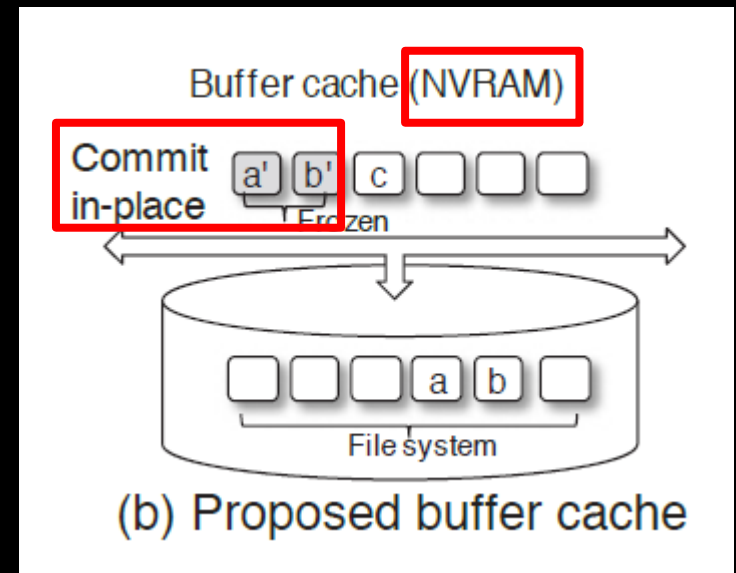 Buffer cache (NVRAM)
Commit
in-place
a' b' c
Frozen
a b
File system
(b) Proposed buffer cache